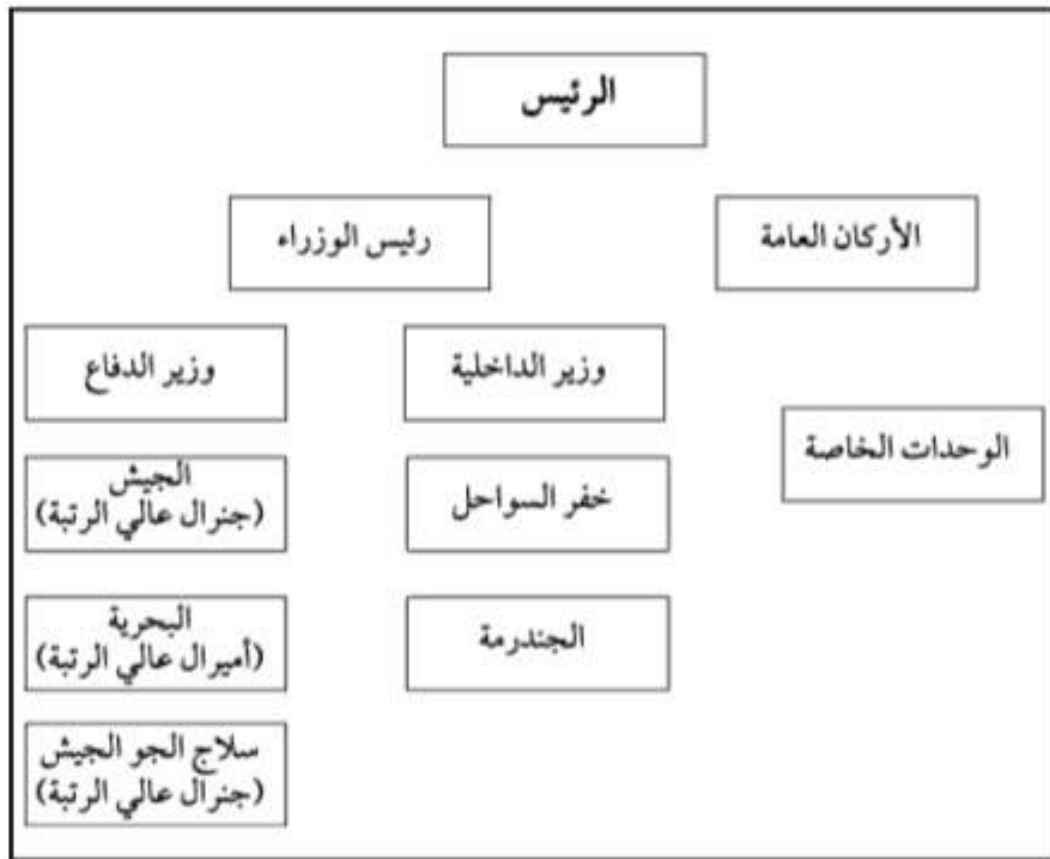 الرئيس
الأركان العامة
رئيس الوزراء
وزير الداخلية
وزير الدفاع
الوحدات الخاصة
خفر السواحل
الجيش
(جنرال عالي الرتبة)
الجندرمة
البحرية
(أميرال عالي الرتبة)
سلاج الجو الجيش
(جنرال عالي الرتبة)